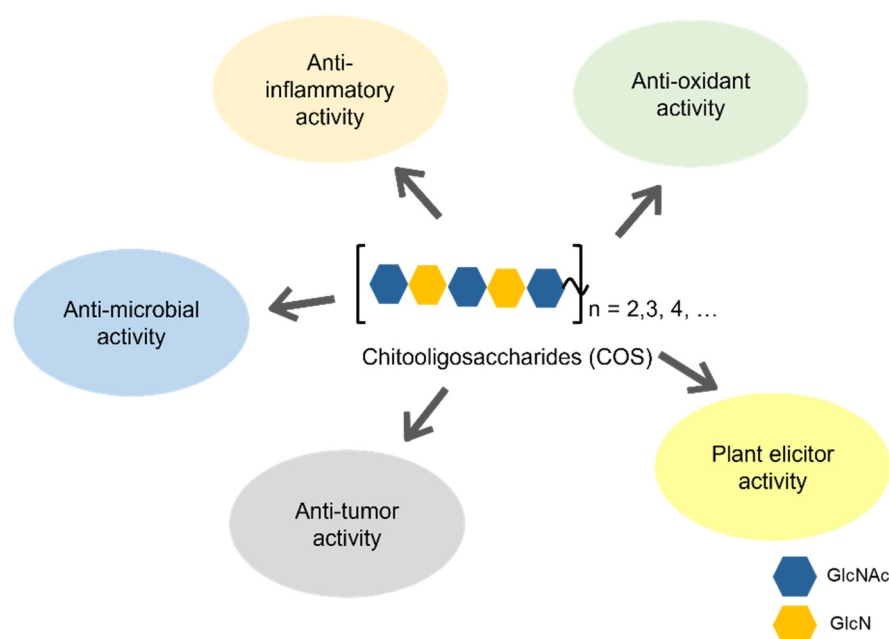 Anti-
inflammatory
activity
Anti-oxidant
activity
Anti-microbial
activity
n = 2,3, 4, ...
Chitooligosaccharides (COS)
Plant elicitor
activity
Anti-tumor
activity
GlcNAc
GlcN